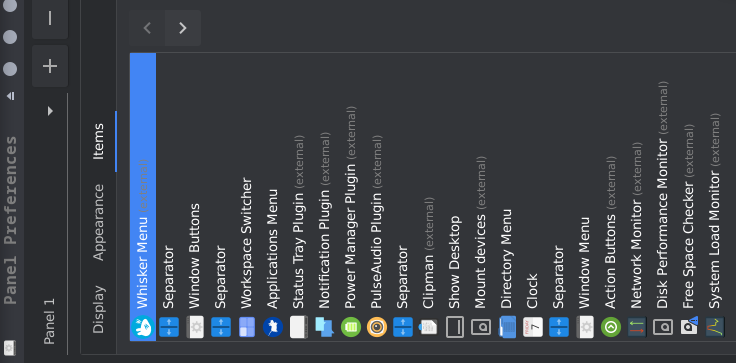 Panel Preferences
Panel 1
Display
Appearance
Items
Whisker Menu (external)
Separator
Window Buttons
Separator
Workspace Switcher
Applications Menu
Status Tray Plugin (external)
Notification Plugin (external)
Power Manager Plugin (external)
PulseAudio Plugin (external)
Separator
Clipman (external)
Show Desktop
Mount devices (external)
Directory Menu
Clock
Separator
Window Menu
Action Buttons (external)
Network Monitor (external)
Disk Performance Monitor (external)
Free Space Checker (external)
System Load Monitor (external)
7